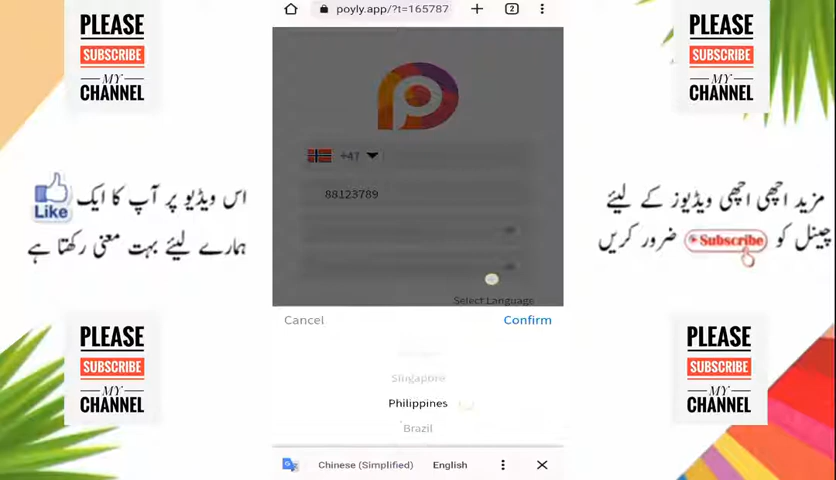 PLEASE
SUBSCRIBE
MY
CHANNEL
poyly.app/?t=165787
2
PLEASE
SUBSCRIBE
MY
CHANNEL
+47
88123789
Select Language
اس ویڈیو پر آپ کا ایک
Like
ہمارے لیئے بہت معنی رکھتا ہے
مزید اچھی اچھی ویڈیوز کے لیئے
چینل کو Subscribe ضرور کریں
Cancel
Confirm
Singapore
Philippines
Brazil
PLEASE
SUBSCRIBE
MY
CHANNEL
PLEASE
SUBSCRIBE
MY
CHANNEL
Chinese (Simplified)
English